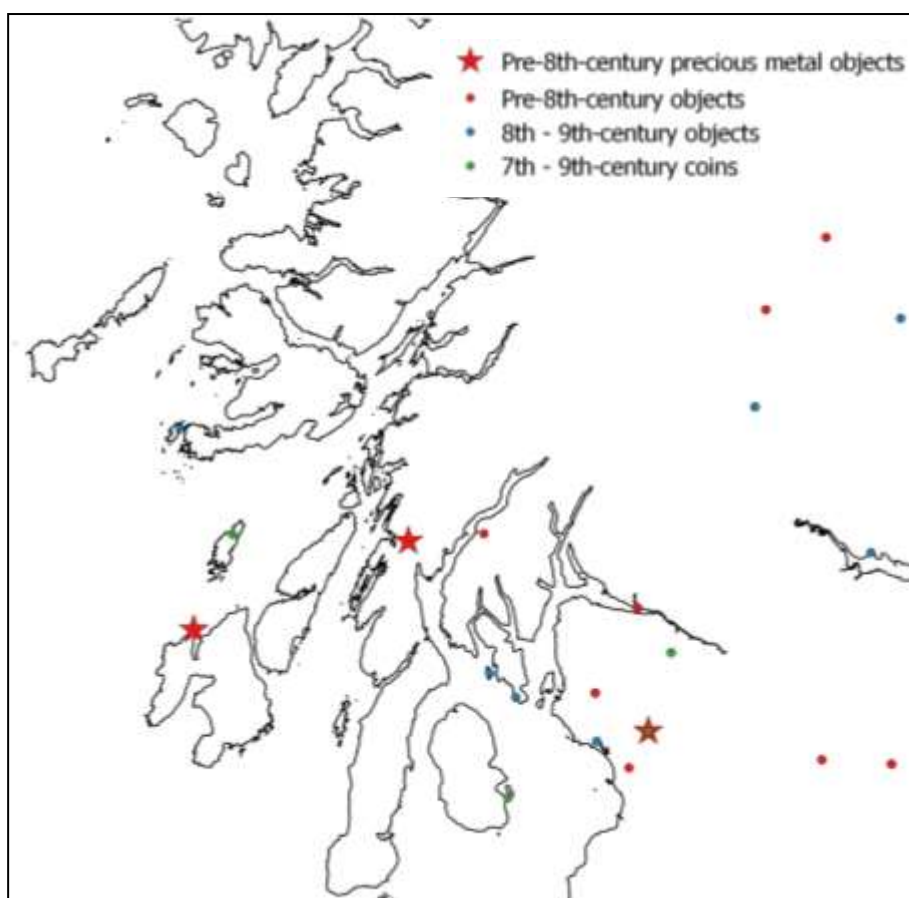 Pre-8th-century precious metal objects
Pre-8th-century objects
8th - 9th-century objects
7th - 9th-century coins